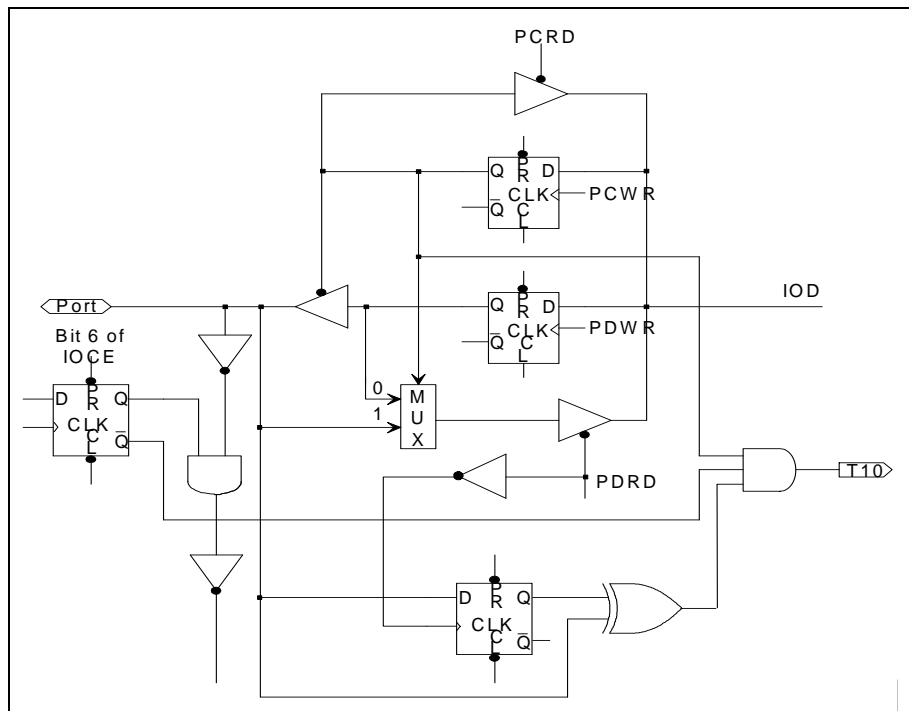 PCRD
PR
Q D
CLK
PCWR
Q
CL
IOD
Port
PR
Q D
CLK
PDWR
Q
CL
Bit 6 of
IOCE
PR
D Q
CLK
Q
CL
0
1
MUX
PDRD
T10
PR
D Q
CLK
Q
CL